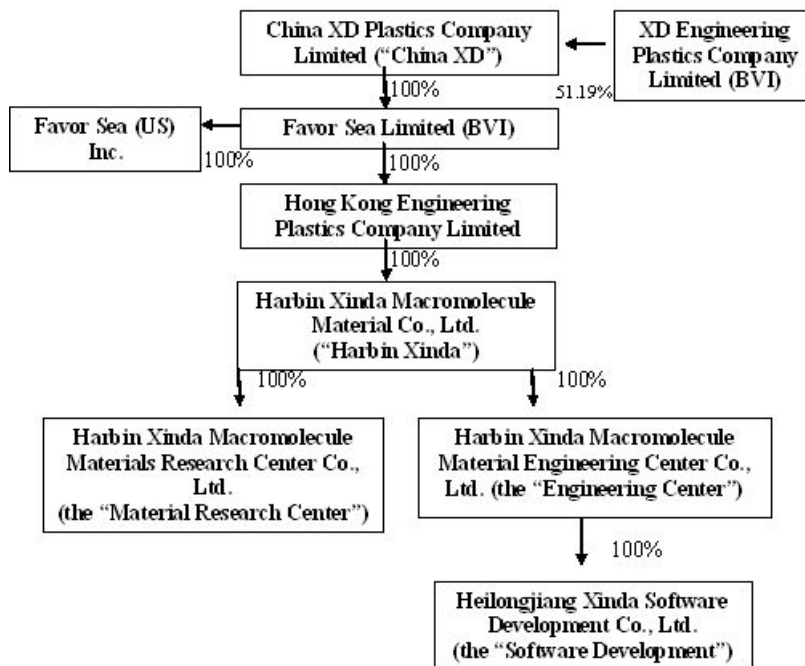 China XD Plastics Company
Limited (“China XD”)
XD Engineering
Plastics Company
Limited (BVI)
100%
51.19%
Favor Sea (US)
Inc.
100%
Favor Sea Limited (BVI)
100%
Hong Kong Engineering
Plastics Company Limited
100%
Harbin Xinda Macromolecule
Material Co., Ltd.
(“Harbin Xinda”)
100%
100%
Harbin Xinda Macromolecule
Materials Research Center Co.,
Ltd.
(the “Material Research Center”)
Harbin Xinda Macromolecule
Material Engineering Center Co.,
Ltd. (the “Engineering Center”)
100%
Heilongjiang Xinda Software
Development Co., Ltd.
(the “Software Development”)